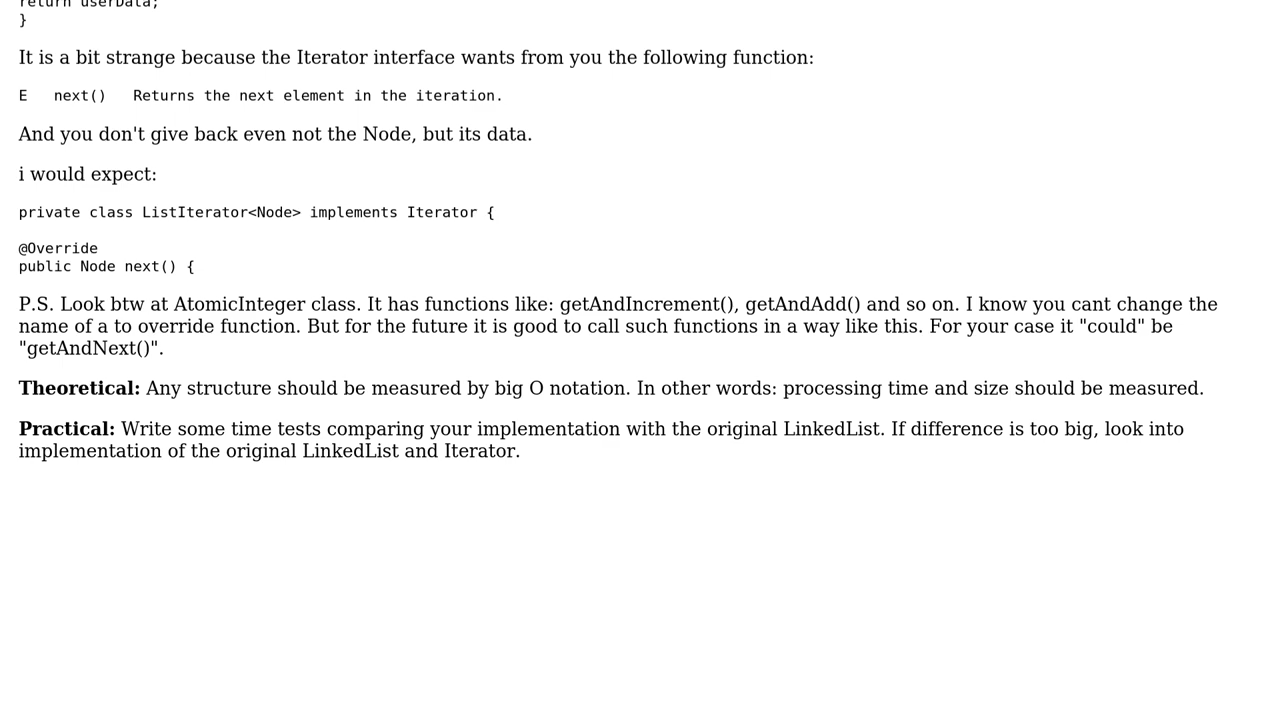 return userData;
}
It is a bit strange because the Iterator interface wants from you the following function:
E   next()   Returns the next element in the iteration.
And you don't give back even not the Node, but its data.
i would expect:
private class ListIterator<Node> implements Iterator {
@Override
public Node next() {
P.S. Look btw at AtomicInteger class. It has functions like: getAndIncrement(), getAndAdd() and so on. I know you cant change the
name of a to override function. But for the future it is good to call such functions in a way like this. For your case it "could" be
"getAndNext()".
Theoretical: Any structure should be measured by big O notation. In other words: processing time and size should be measured.
Practical: Write some time tests comparing your implementation with the original LinkedList. If difference is too big, look into
implementation of the original LinkedList and Iterator.